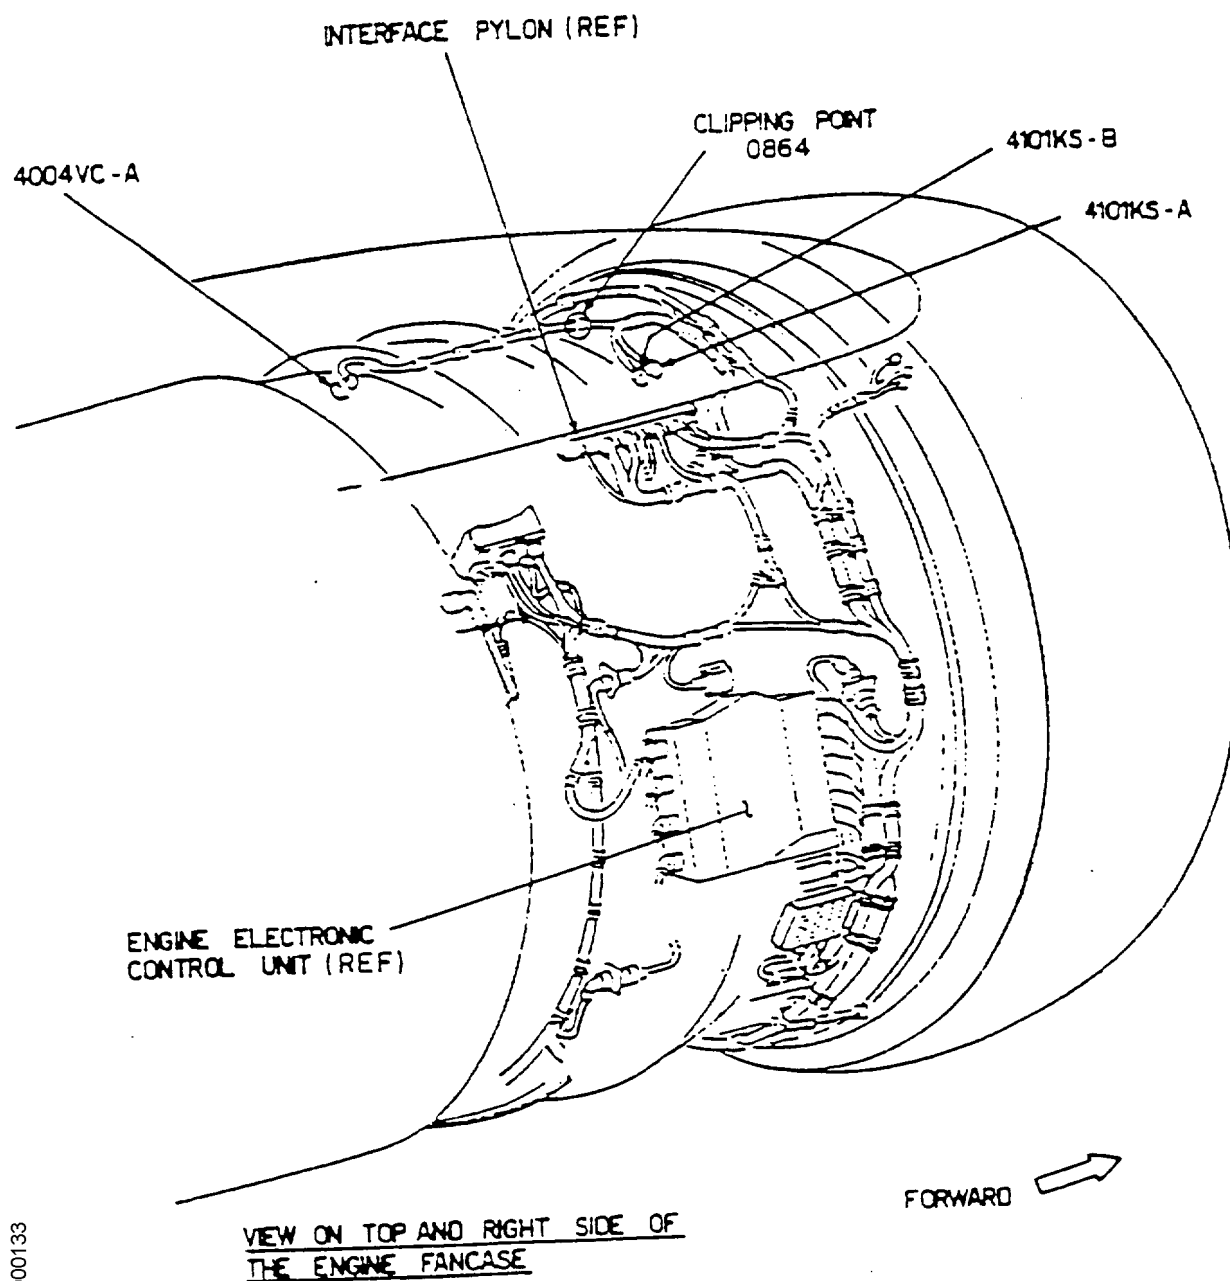 INTERFACE PYLON (REF)
CLIPPING POINT
0864
4101KS-B
4004VC-A
4101KS-A
ENGINE ELECTRONIC
CONTROL UNIT (REF)
FORWARD
VIEW ON TOP AND RIGHT SIDE OF
THE ENGINE FANCASE